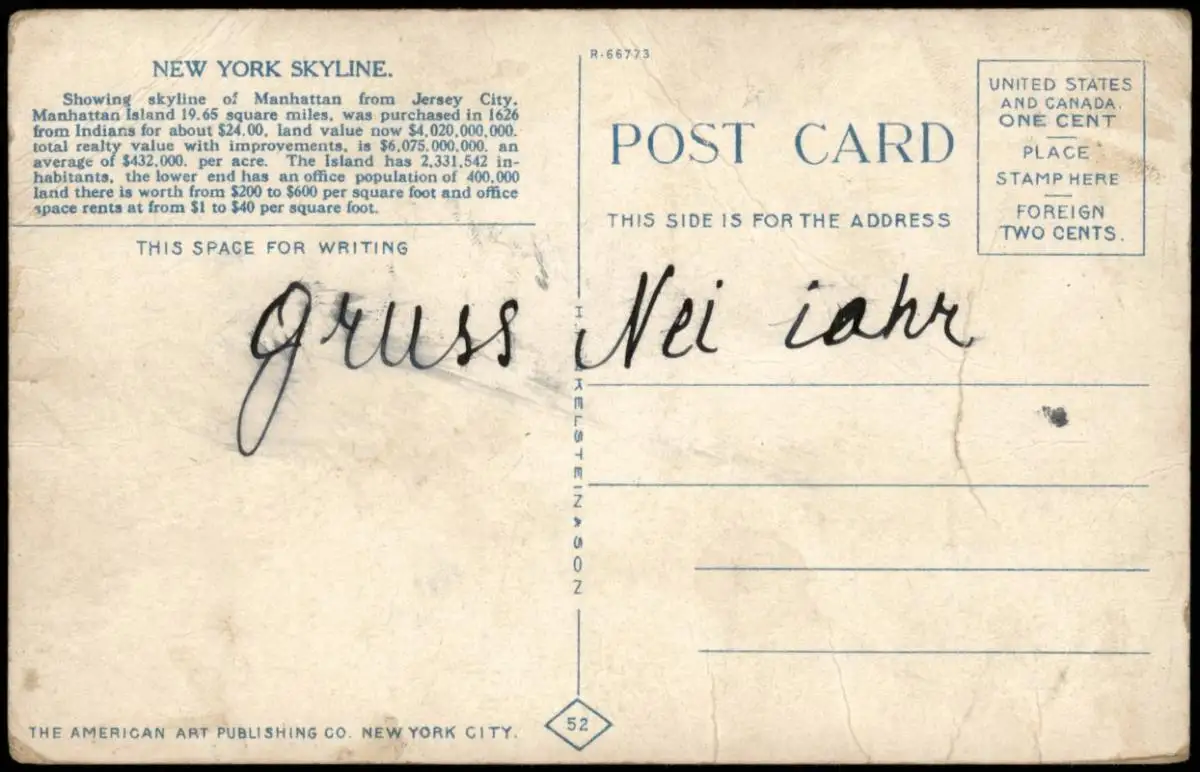 NEW YORK SKYLINE.
Showing skyline of Manhattan from Jersey City.
Manhattan Island 19.65 square miles, was purchased in 1626
from Indians for about $24.00, land value now $4,020,000,000.
total realty value with improvements, is $6,075,000,000. an
average of $432,000. per acre. The Island has 2,331,542 in-
habitants, the lower end has an office population of 400,000
land there is worth from $200 to $600 per square foot and office
space rents at from $1 to $40 per square foot.
THIS SPACE FOR WRITING
R-66773
POST CARD
THIS SIDE IS FOR THE ADDRESS
UNITED STATES
AND CANADA.
ONE CENT
PLACE
STAMP HERE
FOREIGN
TWO CENTS.
gruss Nei iahr
THE AMERICAN ART PUBLISHING CO. NEW YORK CITY.
52